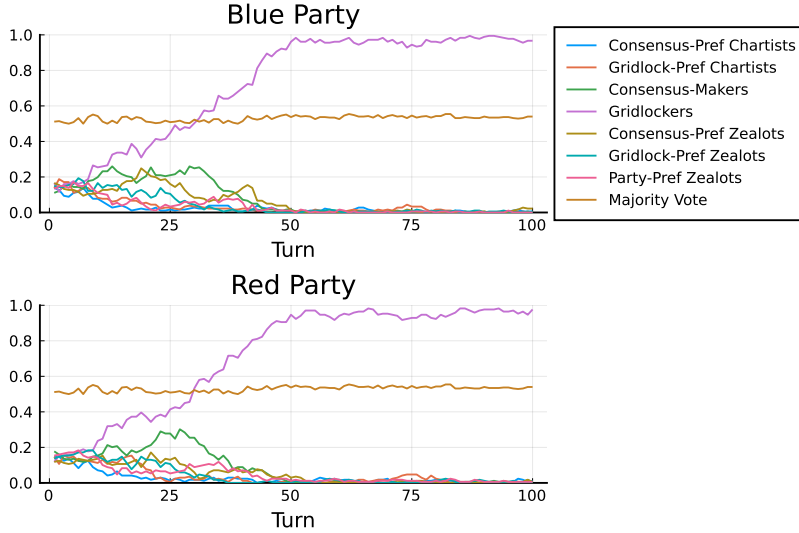 Blue Party
1.0
0.8
0.6
0.4
0.2
0.0
0 25 50 75 100
Turn
Consensus-Pref Chartists
Gridlock-Pref Chartists
Consensus-Makers
Gridlockers
Consensus-Pref Zealots
Gridlock-Pref Zealots
Party-Pref Zealots
Majority Vote
Red Party
1.0
0.8
0.6
0.4
0.2
0.0
0 25 50 75 100
Turn